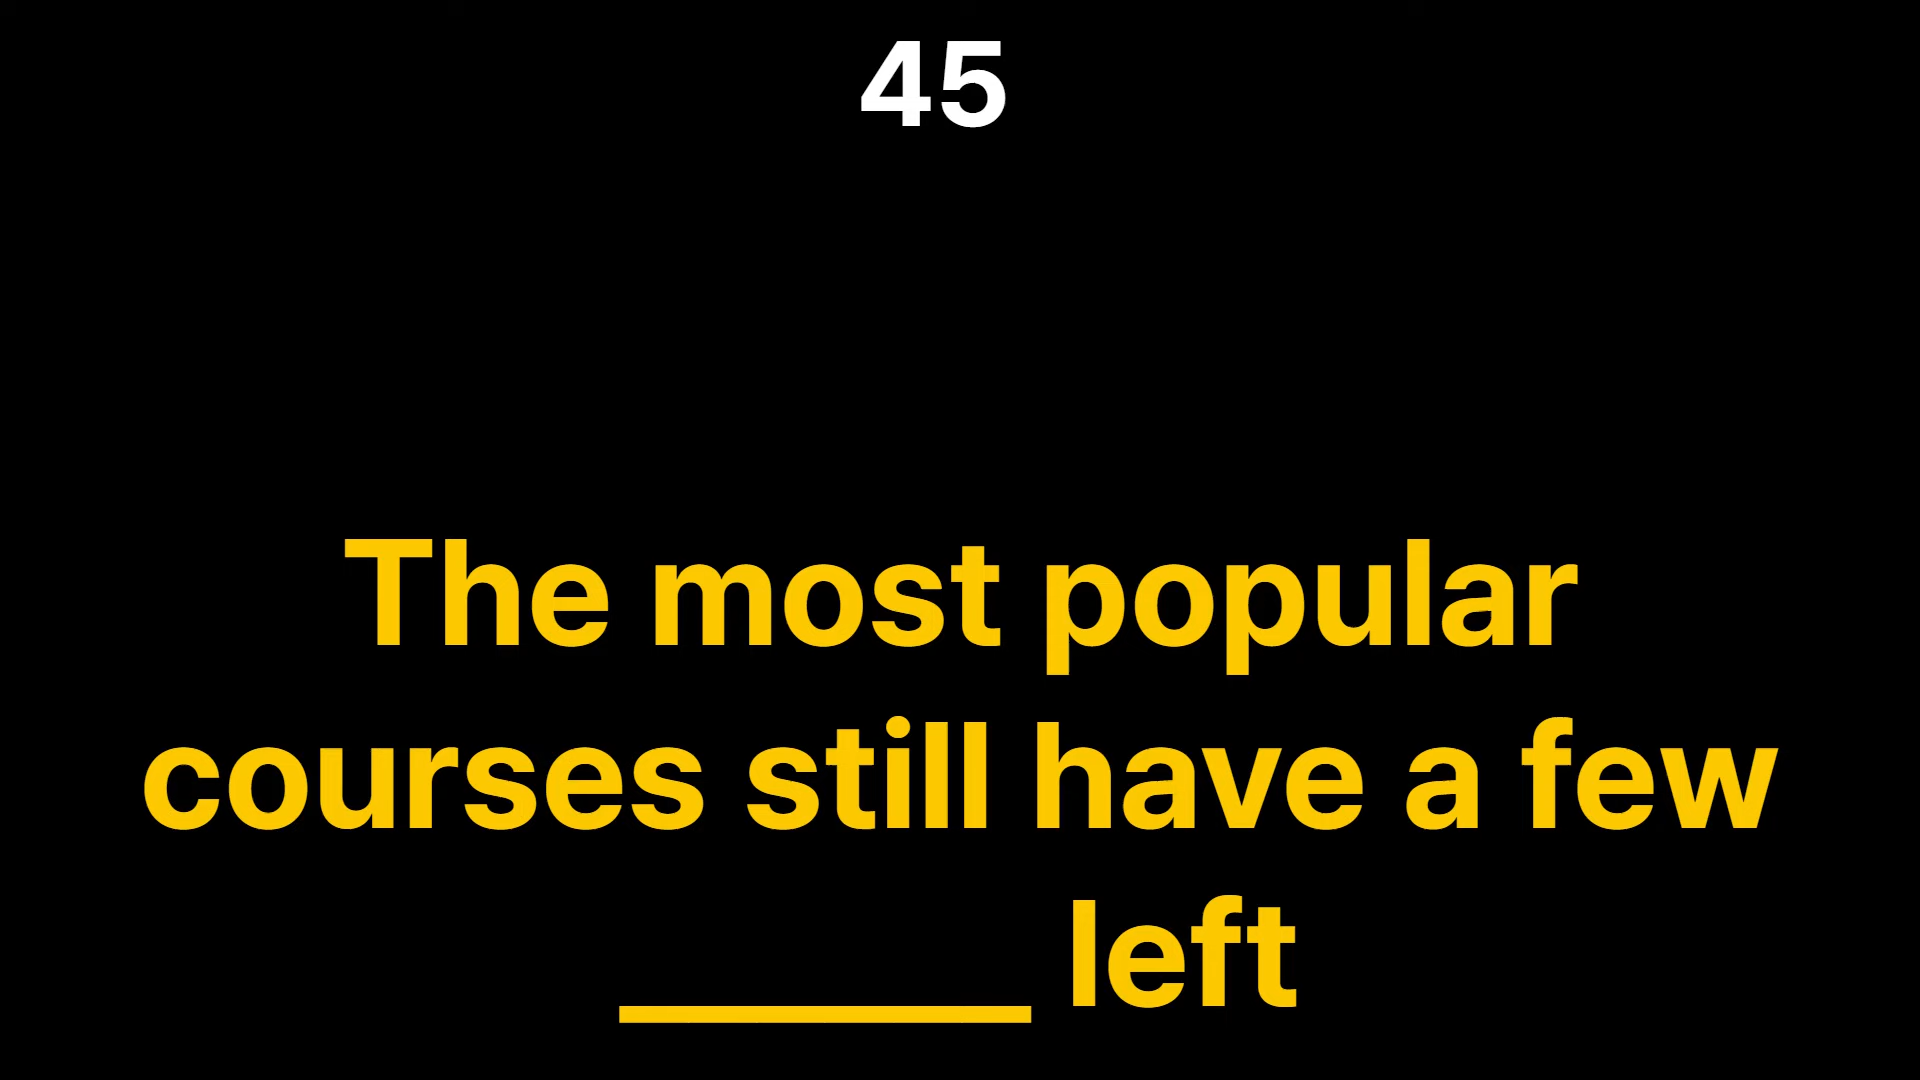 45
The most popular
courses still have a few
______ left